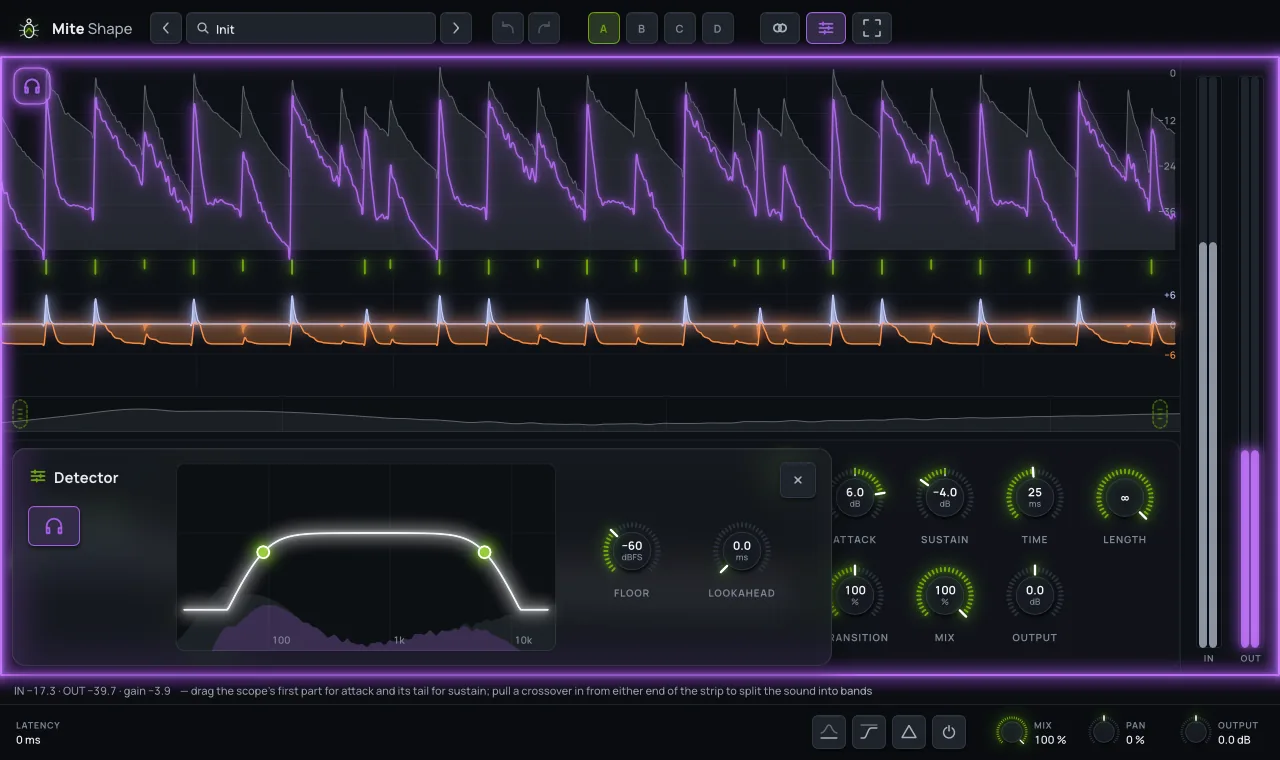 Mite Shape
Init
A
B
C
D
0
−12
−24
−36
+6
0
−6
Detector
100
1k
10k
−60
dBFS
FLOOR
0.0
ms
LOOKAHEAD
6.0
dB
ATTACK
−4.0
dB
SUSTAIN
25
ms
TIME
∞
LENGTH
100
%
RANSITION
100
%
MIX
0.0
dB
OUTPUT
IN
OUT
IN −17.3 · OUT −39.7 · gain −3.9 — drag the scope's first part for attack and its tail for sustain; pull a crossover in from either end of the strip to split the sound into bands
LATENCY
0 ms
MIX
100 %
PAN
0 %
OUTPUT
0.0 dB